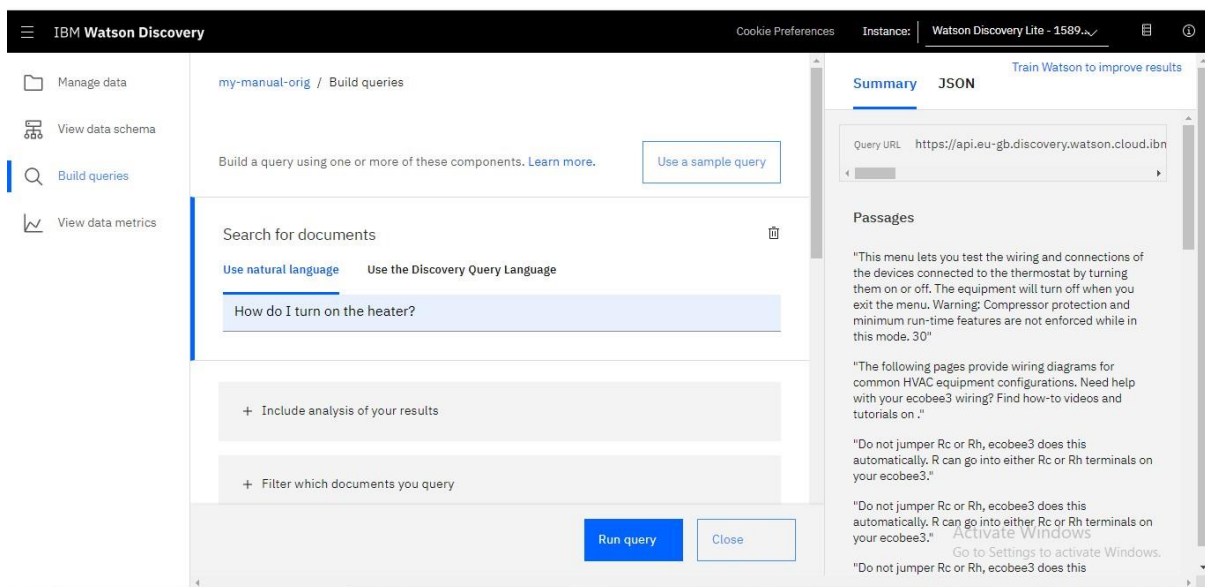 IBM Watson Discovery
Cookie Preferences
Instance:
Watson Discovery Lite - 1589...
Manage data
View data schema
Build queries
View data metrics
my-manual-orig / Build queries
Build a query using one or more of these components. Learn more.
Use a sample query
Search for documents
Use natural language
Use the Discovery Query Language
How do I turn on the heater?
+ Include analysis of your results
+ Filter which documents you query
Run query
Close
Train Watson to improve results
Summary
JSON
Query URL https://api.eu-gb.discovery.watson.cloud.ibn
Passages
"This menu lets you test the wiring and connections of
the devices connected to the thermostat by turning
them on or off. The equipment will turn off when you
exit the menu. Warning: Compressor protection and
minimum run-time features are not enforced while in
this mode. 30"
"The following pages provide wiring diagrams for
common HVAC equipment configurations. Need help
with your ecobee3 wiring? Find how-to videos and
tutorials on ."
"Do not jumper Rc or Rh, ecobee3 does this
automatically. R can go into either Rc or Rh terminals on
your ecobee3."
"Do not jumper Rc or Rh, ecobee3 does this
automatically. R can go into either Rc or Rh terminals on
your ecobee3."
Activate Windows
Go to Settings to activate Windows.
"Do not jumper Rc or Rh, ecobee3 does this